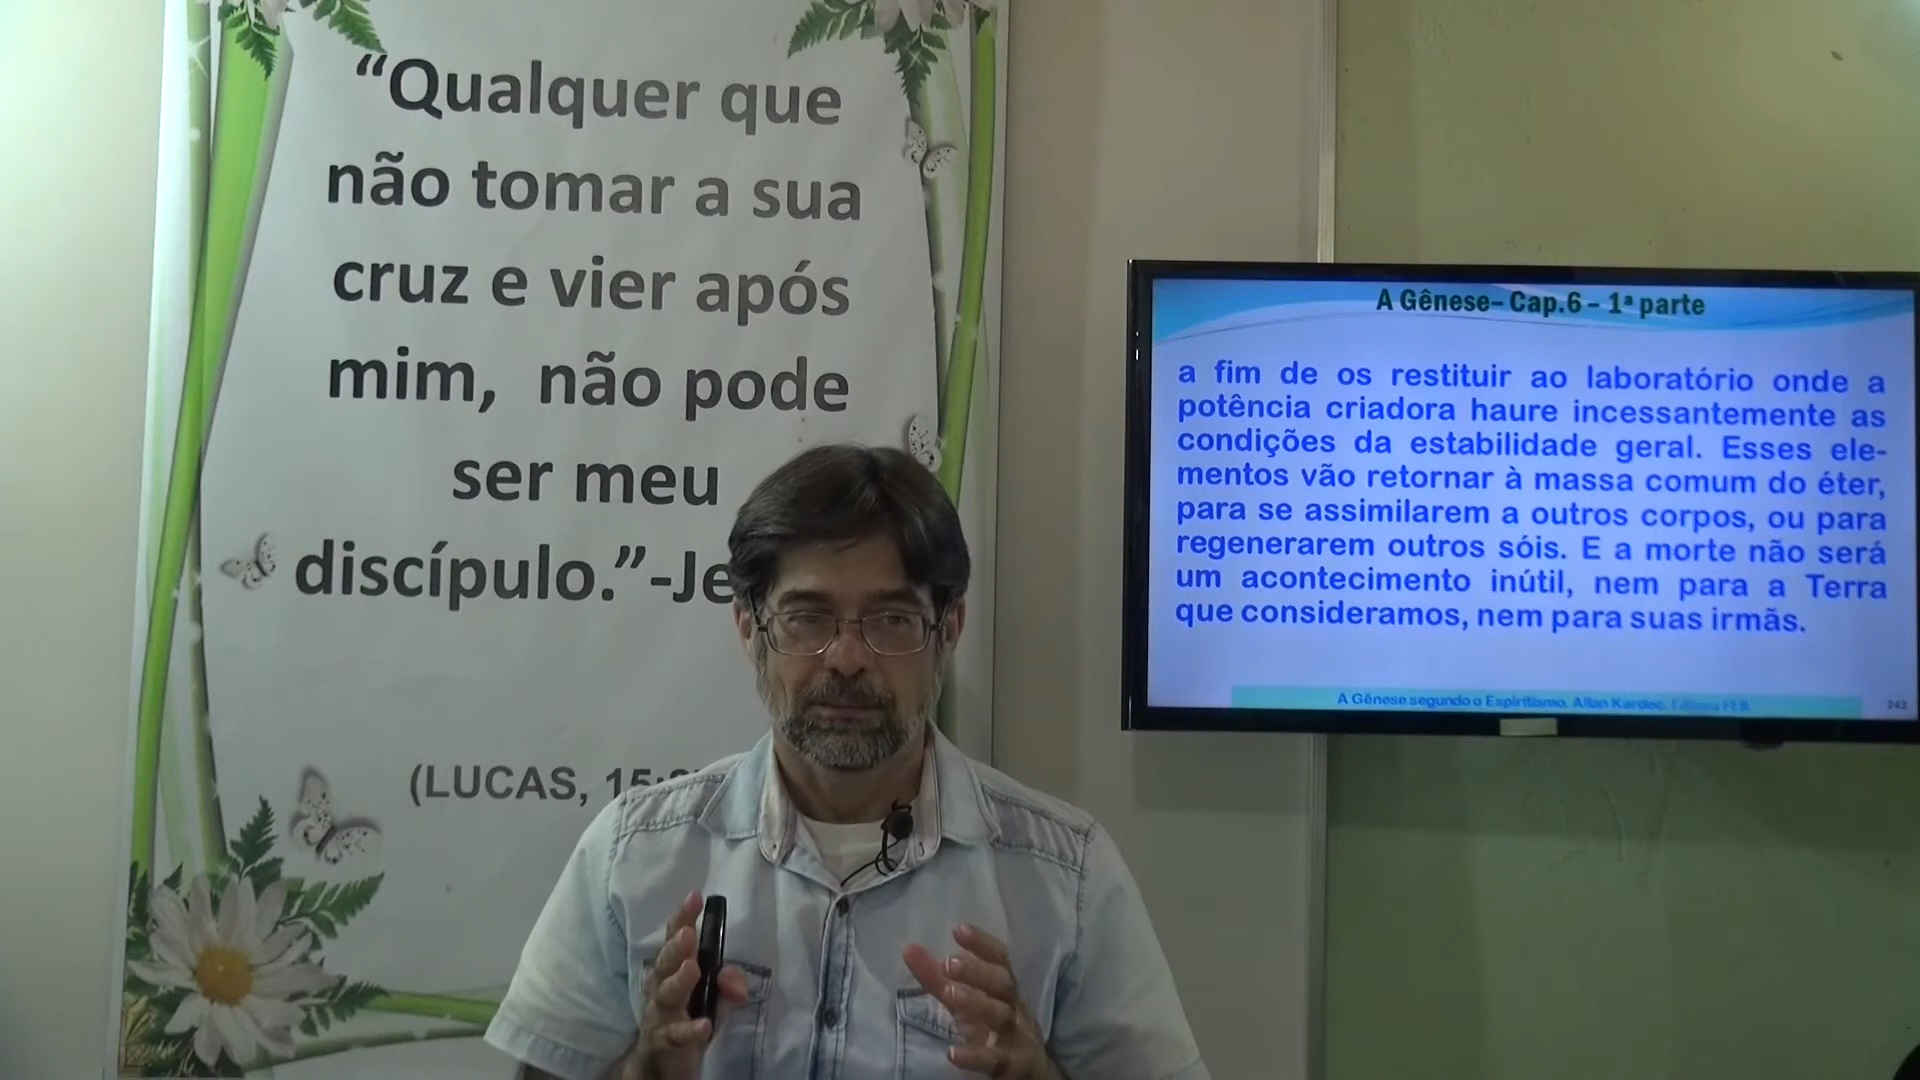 “Qualquer que
não tomar a sua
cruz e vier após
mim, não pode
ser meu
discípulo.”-Je
(LUCAS, 15:
A Gênese– Cap.6 – 1ª parte
a fim de os restituir ao laboratório onde a
potência criadora haure incessantemente as
condições da estabilidade geral. Esses ele-
mentos vão retornar à massa comum do éter,
para se assimilarem a outros corpos, ou para
regenerarem outros sóis. E a morte não será
um acontecimento inútil, nem para a Terra
que consideramos, nem para suas irmãs.
A Gênese segundo o Espiritismo. Allan Kardec. Editora FEB.
242